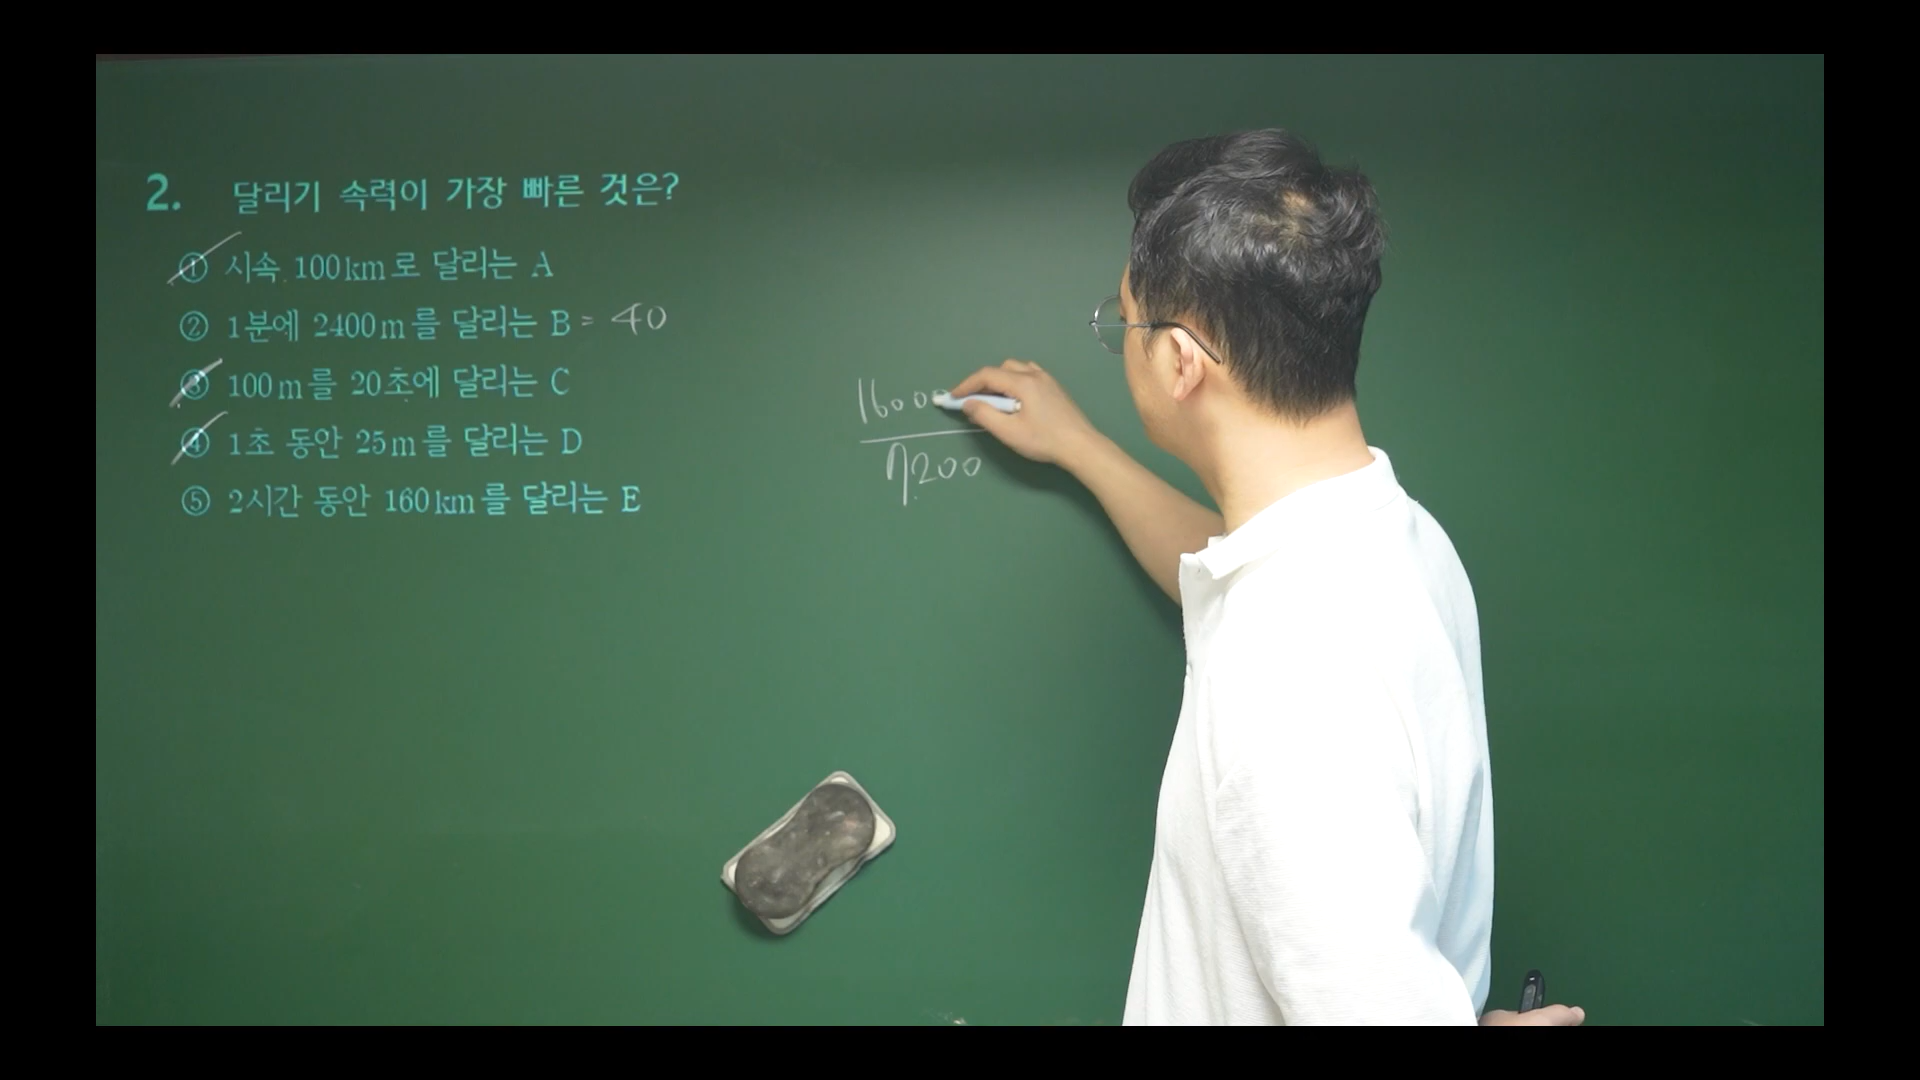 2. 달리기 속력이 가장 빠른 것은?
① 시속 100km로 달리는 A
② 1분에 2400m를 달리는 B = 40
③ 100m를 20초에 달리는 C
④ 1초 동안 25m를 달리는 D
⑤ 2시간 동안 160km를 달리는 E
1600
7200